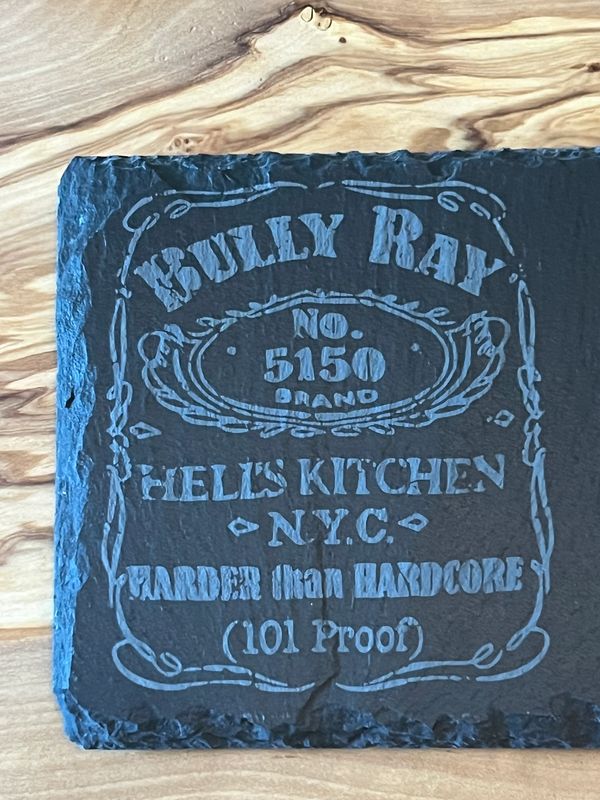 BULLY RAY
No.
5150
BRAND
HELL'S KITCHEN
N.Y.C.
HARDER than HARDCORE
(101 Proof)